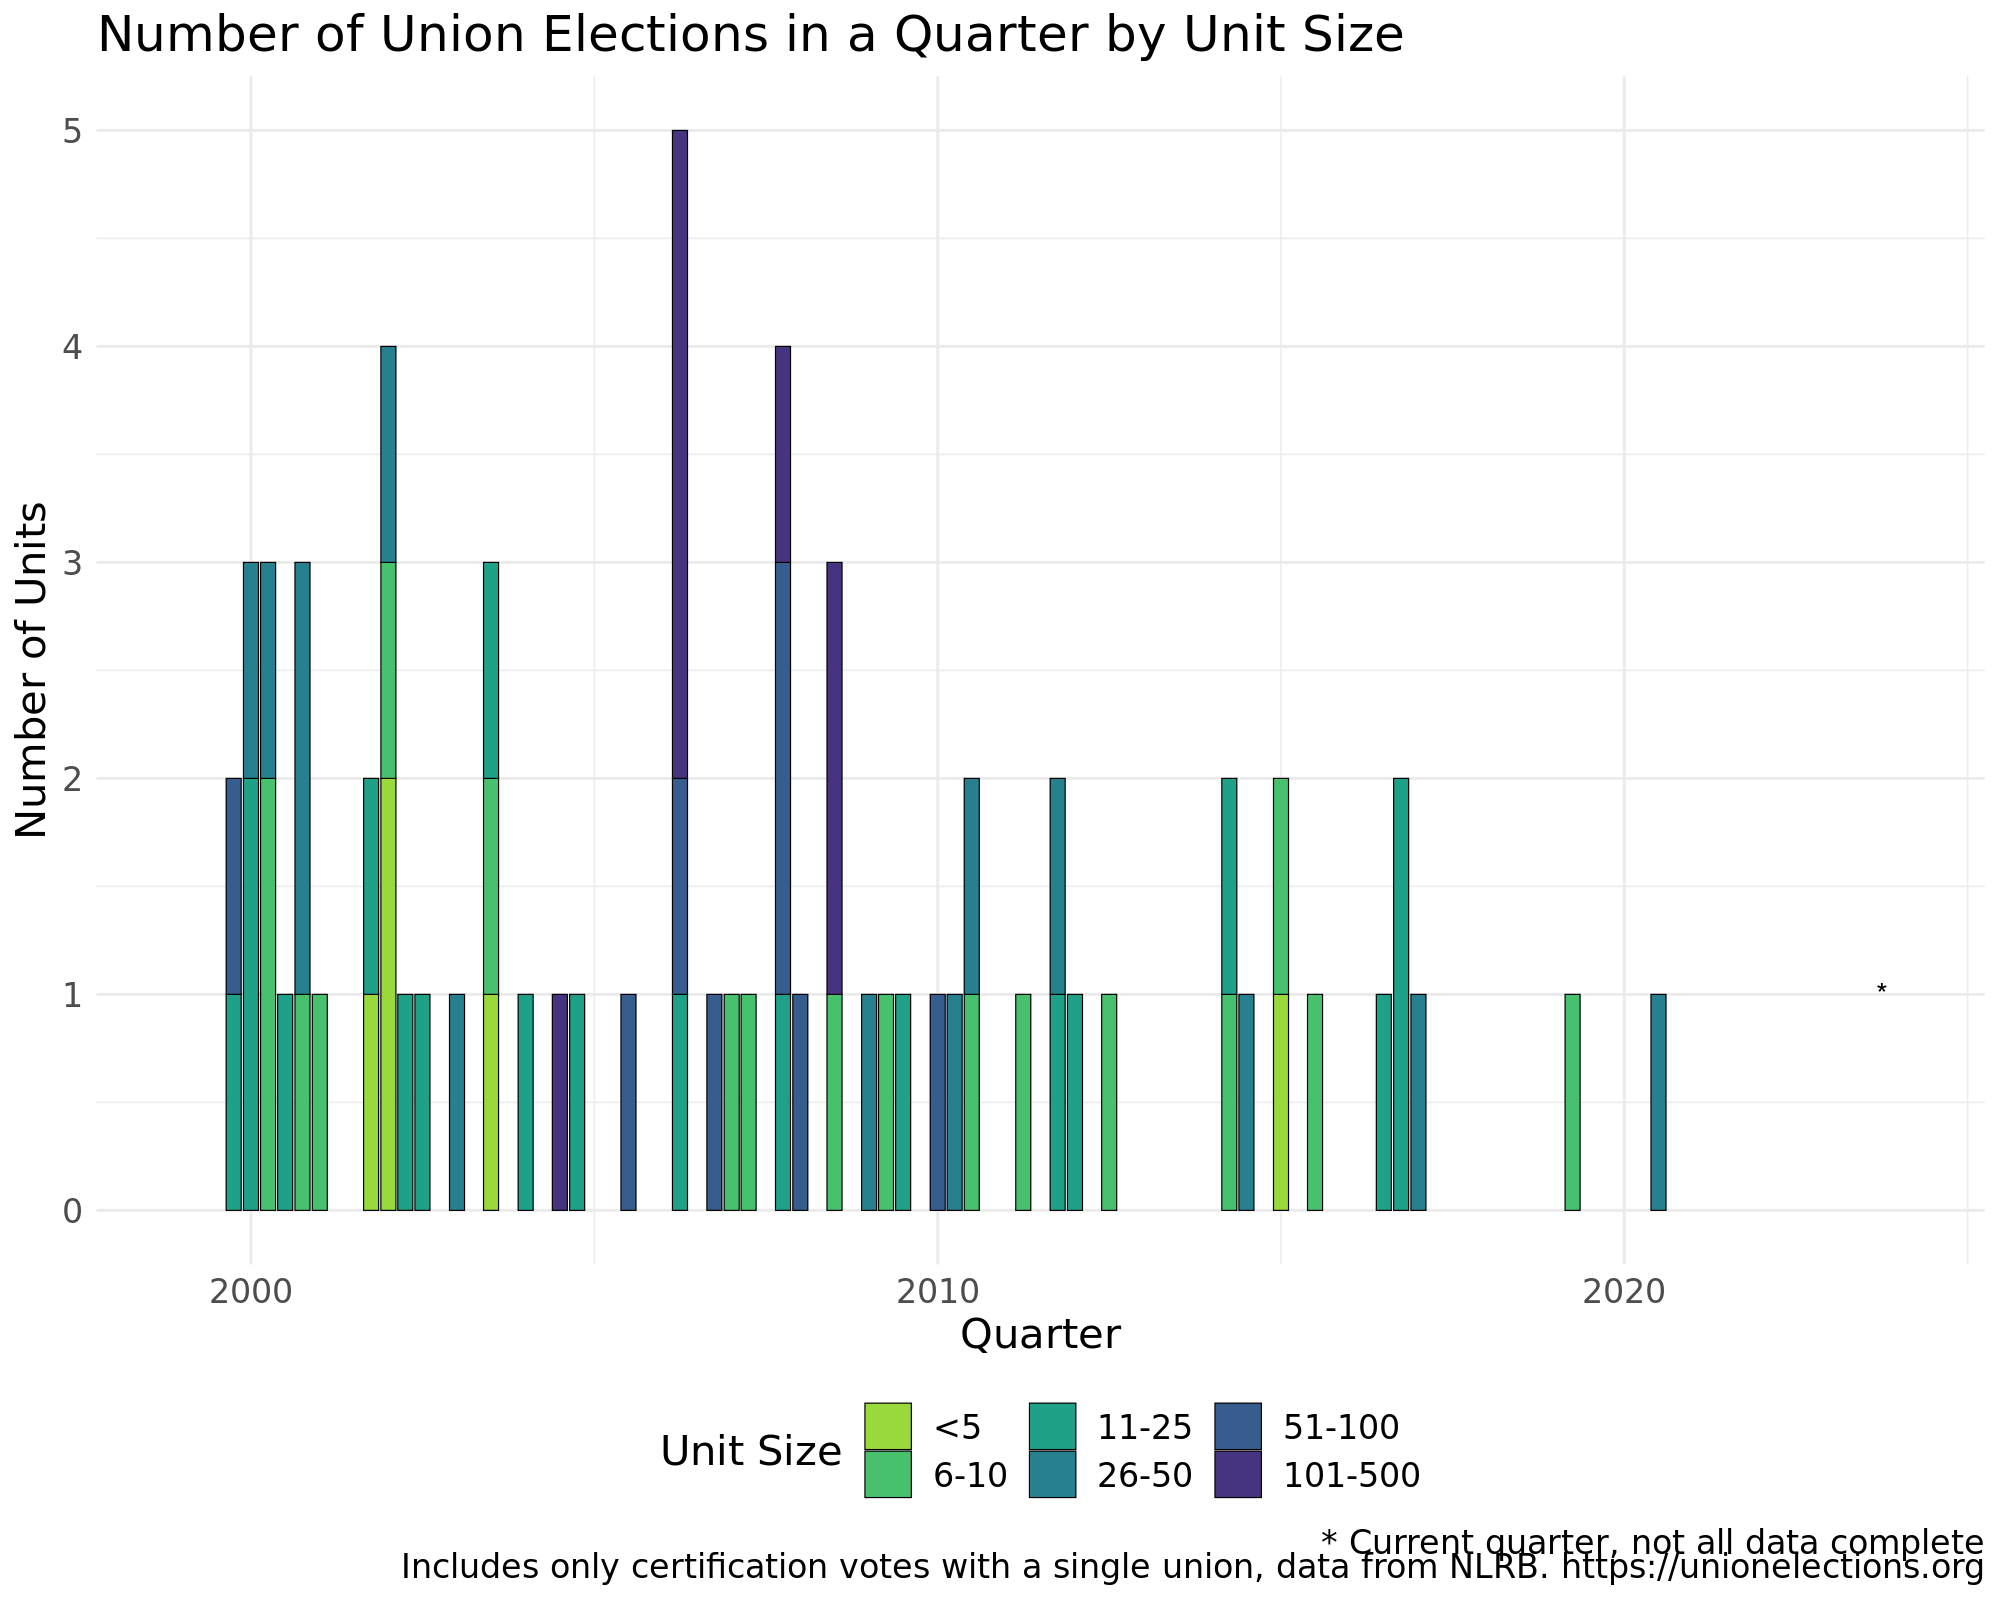 Number of Union Elections in a Quarter by Unit Size
Number of Units
5
4
3
2
1
0
*
2000 2010 2020
Quarter
Unit Size
<5 11-25 51-100
6-10 26-50 101-500
* Current quarter, not all data complete
Includes only certification votes with a single union, data from NLRB. https://unionelections.org